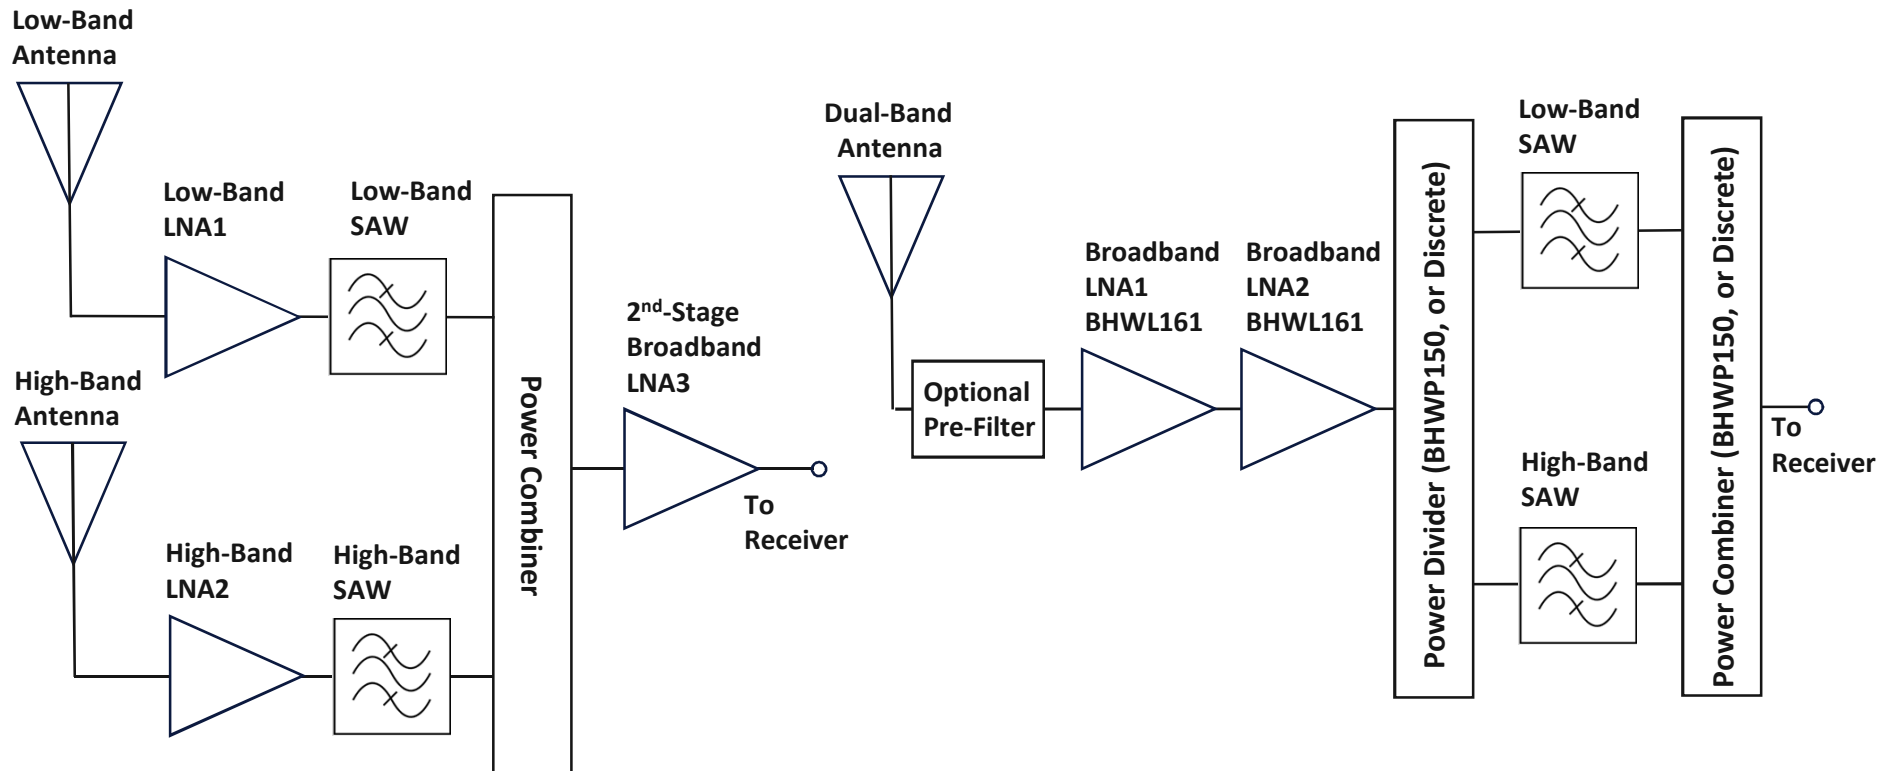 Low-Band
Antenna
Low-Band
LNA1
Low-Band
SAW
High-Band
Antenna
High-Band
LNA2
High-Band
SAW
Power Combiner
2nd-Stage
Broadband
LNA3
To
Receiver
Dual-Band
Antenna
Optional
Pre-Filter
Broadband
LNA1
BHWL161
Broadband
LNA2
BHWL161
Power Divider (BHWP150, or Discrete)
Low-Band
SAW
High-Band
SAW
Power Combiner (BHWP150, or Discrete)
To
Receiver